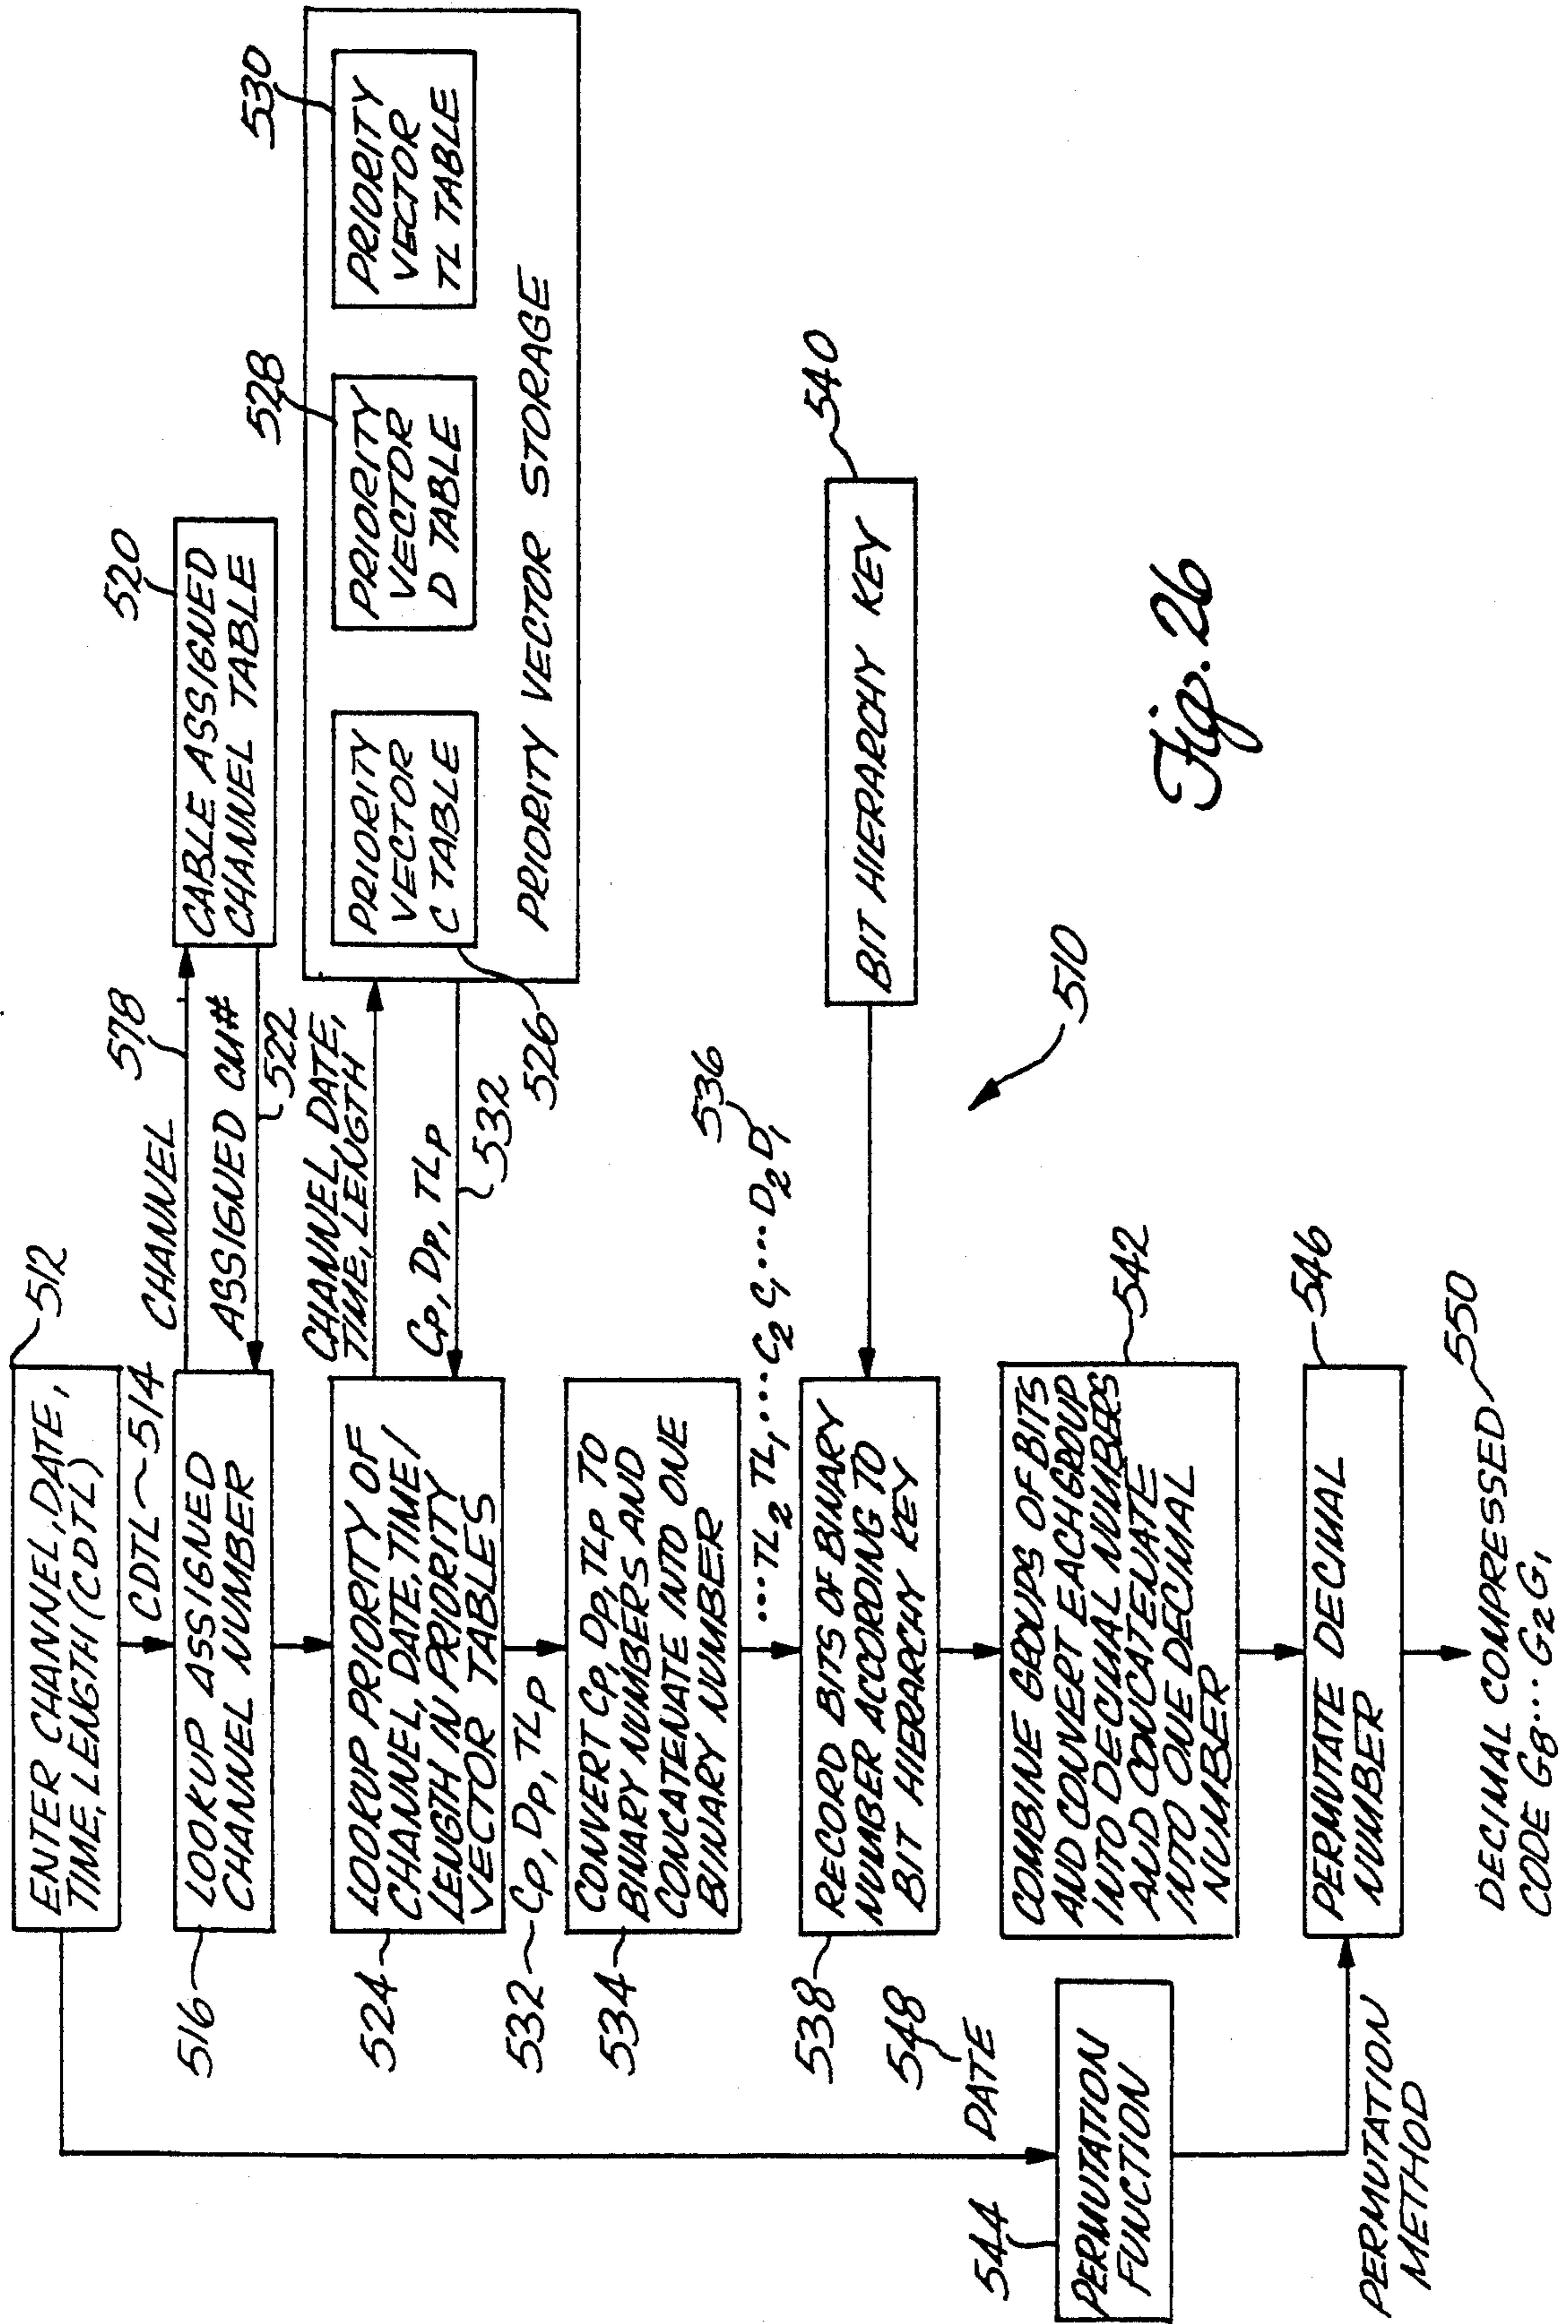 512
ENTER CHANNEL, DATE,
TIME, LENGTH (CDTL)
CDTL~514
516
LOOKUP ASSIGNED
CHANNEL NUMBER
CHANNEL
578
ASSIGNED CM#
522
520
CABLE ASSIGNED
CHANNEL TABLE
524
LOOKUP PRIORITY OF
CHANNEL, DATE, TIME/
LENGTH IN PRIORITY
VECTOR TABLES
CHANNEL, DATE,
TIME, LENGTH
Cp, Dp, TLp
532
526
PRIORITY
VECTOR
C TABLE
528
PRIORITY
VECTOR
D TABLE
530
PRIORITY
VECTOR
TL TABLE
PRIORITY VECTOR STORAGE
532~Cp, Dp, TLp
534
CONVERT Cp, Dp, TLp TO
BINARY NUMBERS AND
CONCATENATE INTO ONE
BINARY NUMBER
...TL2 TL1...C2 C1...D2 D1
536
538
RECORD BITS OF BINARY
NUMBER ACCORDING TO
BIT HIERARCHY KEY
540
BIT HIERARCHY KEY
510
542
COMBINE GROUPS OF BITS
AND CONVERT EACH GROUP
INTO DECIMAL NUMBERS
AND CONCATENATE
INTO ONE DECIMAL
NUMBER
548
DATE
544
PERMUTATION
FUNCTION
PERMUTATION
METHOD
546
PERMUTATE DECIMAL
NUMBER
DECIMAL COMPRESSED
CODE G8...G2G1
550
Fig. 26